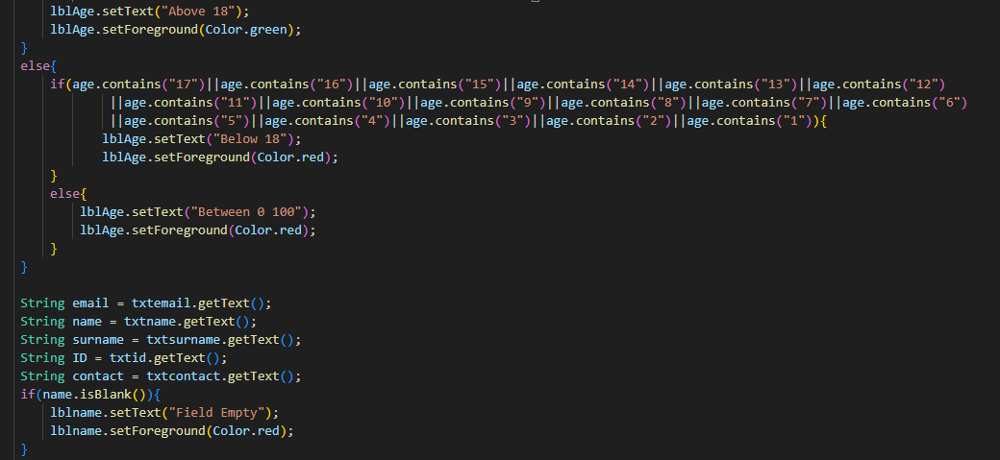 lblAge.setText("Above 18");
lblAge.setForeground(Color.green);
}
else{
if(age.contains("17")||age.contains("16")||age.contains("15")||age.contains("14")||age.contains("13")||age.contains("12")
||age.contains("11")||age.contains("10")||age.contains("9")||age.contains("8")||age.contains("7")||age.contains("6")
||age.contains("5")||age.contains("4")||age.contains("3")||age.contains("2")||age.contains("1")){
lblAge.setText("Below 18");
lblAge.setForeground(Color.red);
}
else{
lblAge.setText("Between 0 100");
lblAge.setForeground(Color.red);
}
}
String email = txtemail.getText();
String name = txtname.getText();
String surname = txtsurname.getText();
String ID = txtid.getText();
String contact = txtcontact.getText();
if(name.isBlank()){
lblname.setText("Field Empty");
lblname.setForeground(Color.red);
}